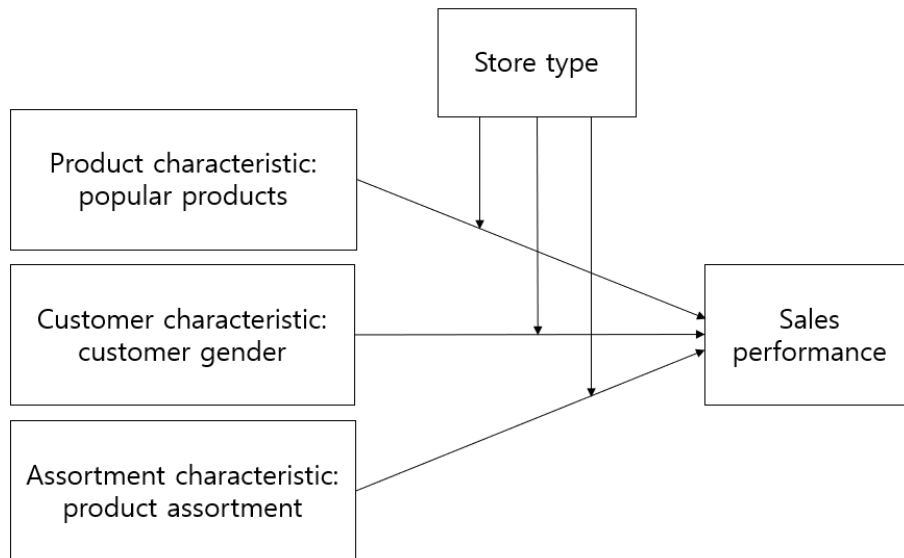 Store type
Product characteristic:
popular products
Customer characteristic:
customer gender
Sales
performance
Assortment characteristic:
product assortment